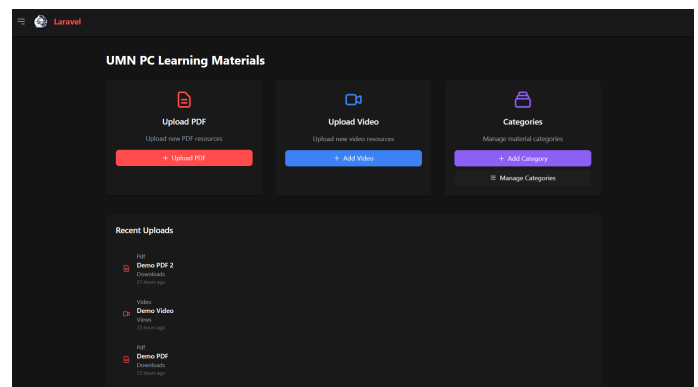 Laravel
UMN PC Learning Materials
Upload PDF
Upload new PDF resources
+ Upload PDF
Upload Video
Upload new video resources
+ Add Video
Categories
Manage material categories
+ Add Category
Manage Categories
Recent Uploads
Pdf
Demo PDF 2
Downloads
21 hours ago
Video
Demo Video
Views
23 hours ago
Pdf
Demo PDF
Downloads
23 hours ago